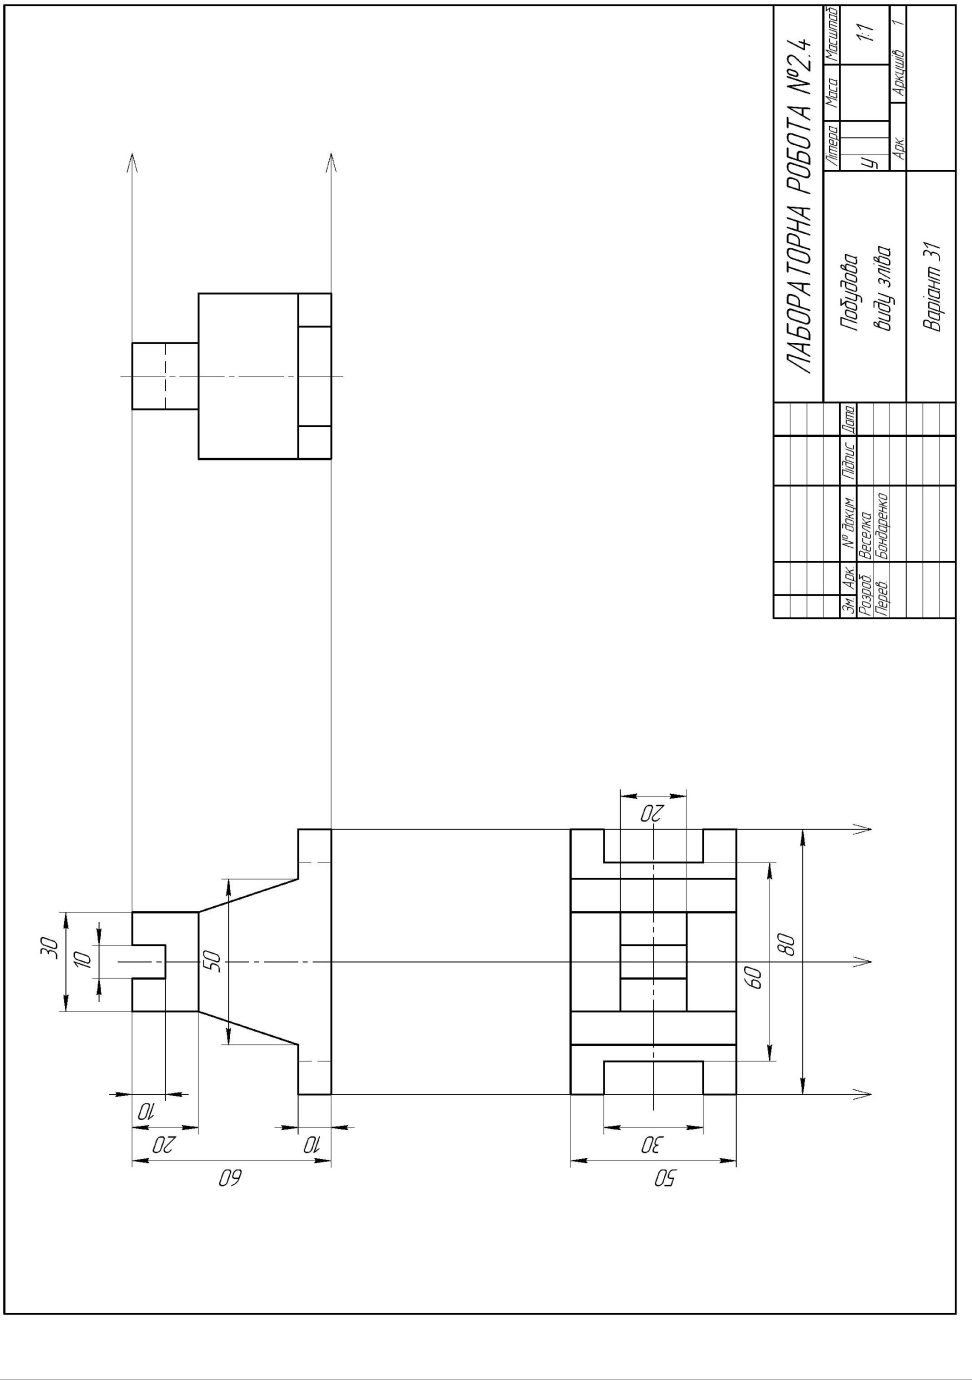 30
10
50
10
20
60
10
20
60
80
30
50
ЛАБОРАТОРНА РОБОТА №2.4
Зм. Арк. № докум. Підпис Дата
Розроб. Веселка
Перев. Бондаренко
Побудова
виду зліва
Літера Маса Масштаб
у 1:1
Арк. Аркушів 1
Варіант 31